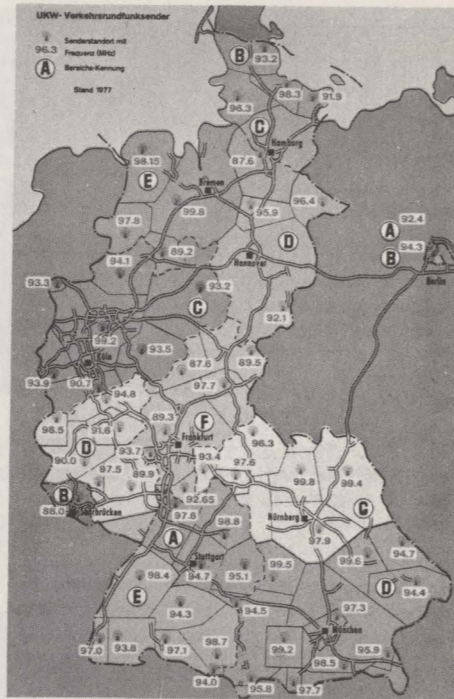 UKW-Verkehrsrundfunksender
Senderstandort mit
96.3 Frequenz (MHz)
A Bereichs-Kennung
Stand 1977
B
93.2
98.3
91.9
96.3
C
Hamburg
98.15
87.6
E
Bremen
96.4
99.8
95.9
97.8
D
A
92.4
89.2
94.3
B
94.1
Hannover
Berlin
93.3
93.2
C
92.1
99.2
93.5
87.6
89.5
Köln
93.9
90.7
97.7
94.8
98.5
91.6
89.3
F
D
Frankfurt
96.3
90.0
93.7
93.4
97.6
97.5
89.9
99.8
99.4
B
92.65
C
88.0
Saarbrücken
97.6
Nürnberg
98.8
97.9
A
99.6
94.7
Stuttgart
99.5
98.4
94.7
95.1
D
94.4
E
94.3
94.5
97.3
München
97.0
93.8
97.1
98.7
99.2
95.9
98.5
94.0
95.8
97.7